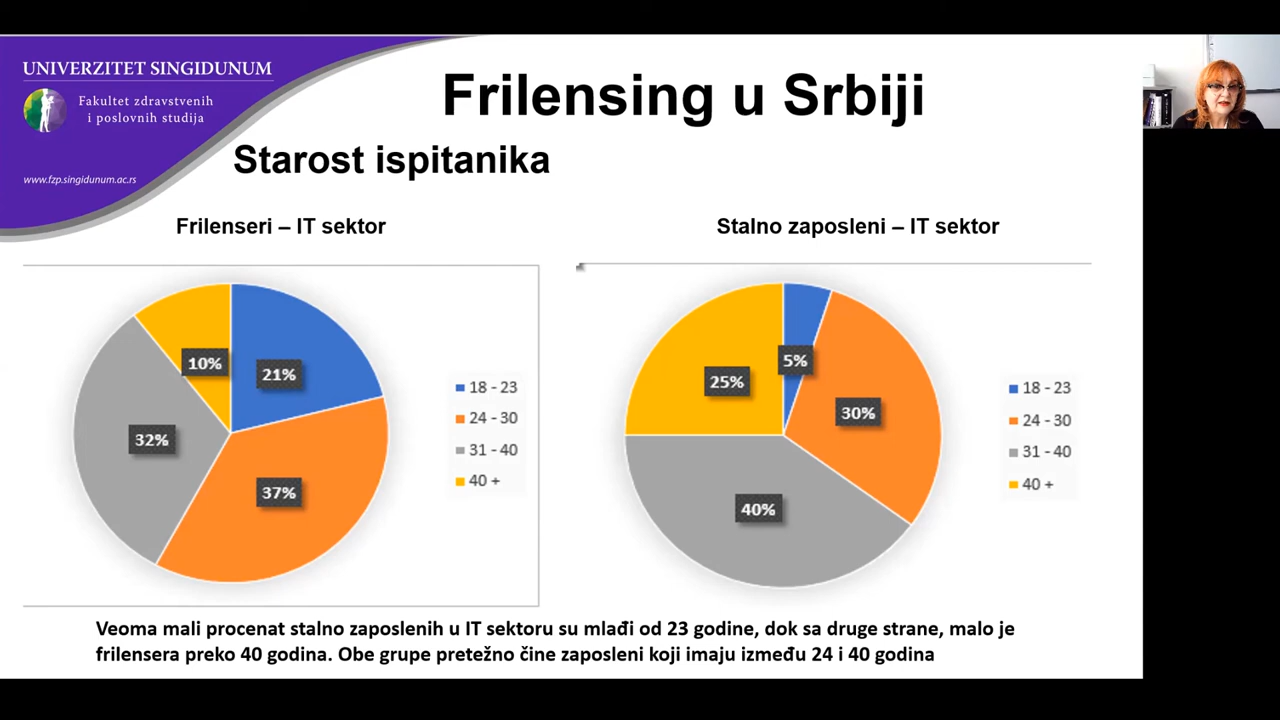 UNIVERZITET SINGIDUNUM
Fakultet zdravstvenih
i poslovnih studija
www.fzp.singidunum.ac.rs
Frilensing u Srbiji
Starost ispitanika
Frilenseri – IT sektor
10%
21%
32%
37%
18 - 23
24 - 30
31 - 40
40 +
Stalno zaposleni – IT sektor
5%
25%
30%
40%
18 - 23
24 - 30
31 - 40
40 +
Veoma mali procenat stalno zaposlenih u IT sektoru su mlađi od 23 godine, dok sa druge strane, malo je
frilensera preko 40 godina. Obe grupe pretežno čine zaposleni koji imaju između 24 i 40 godina